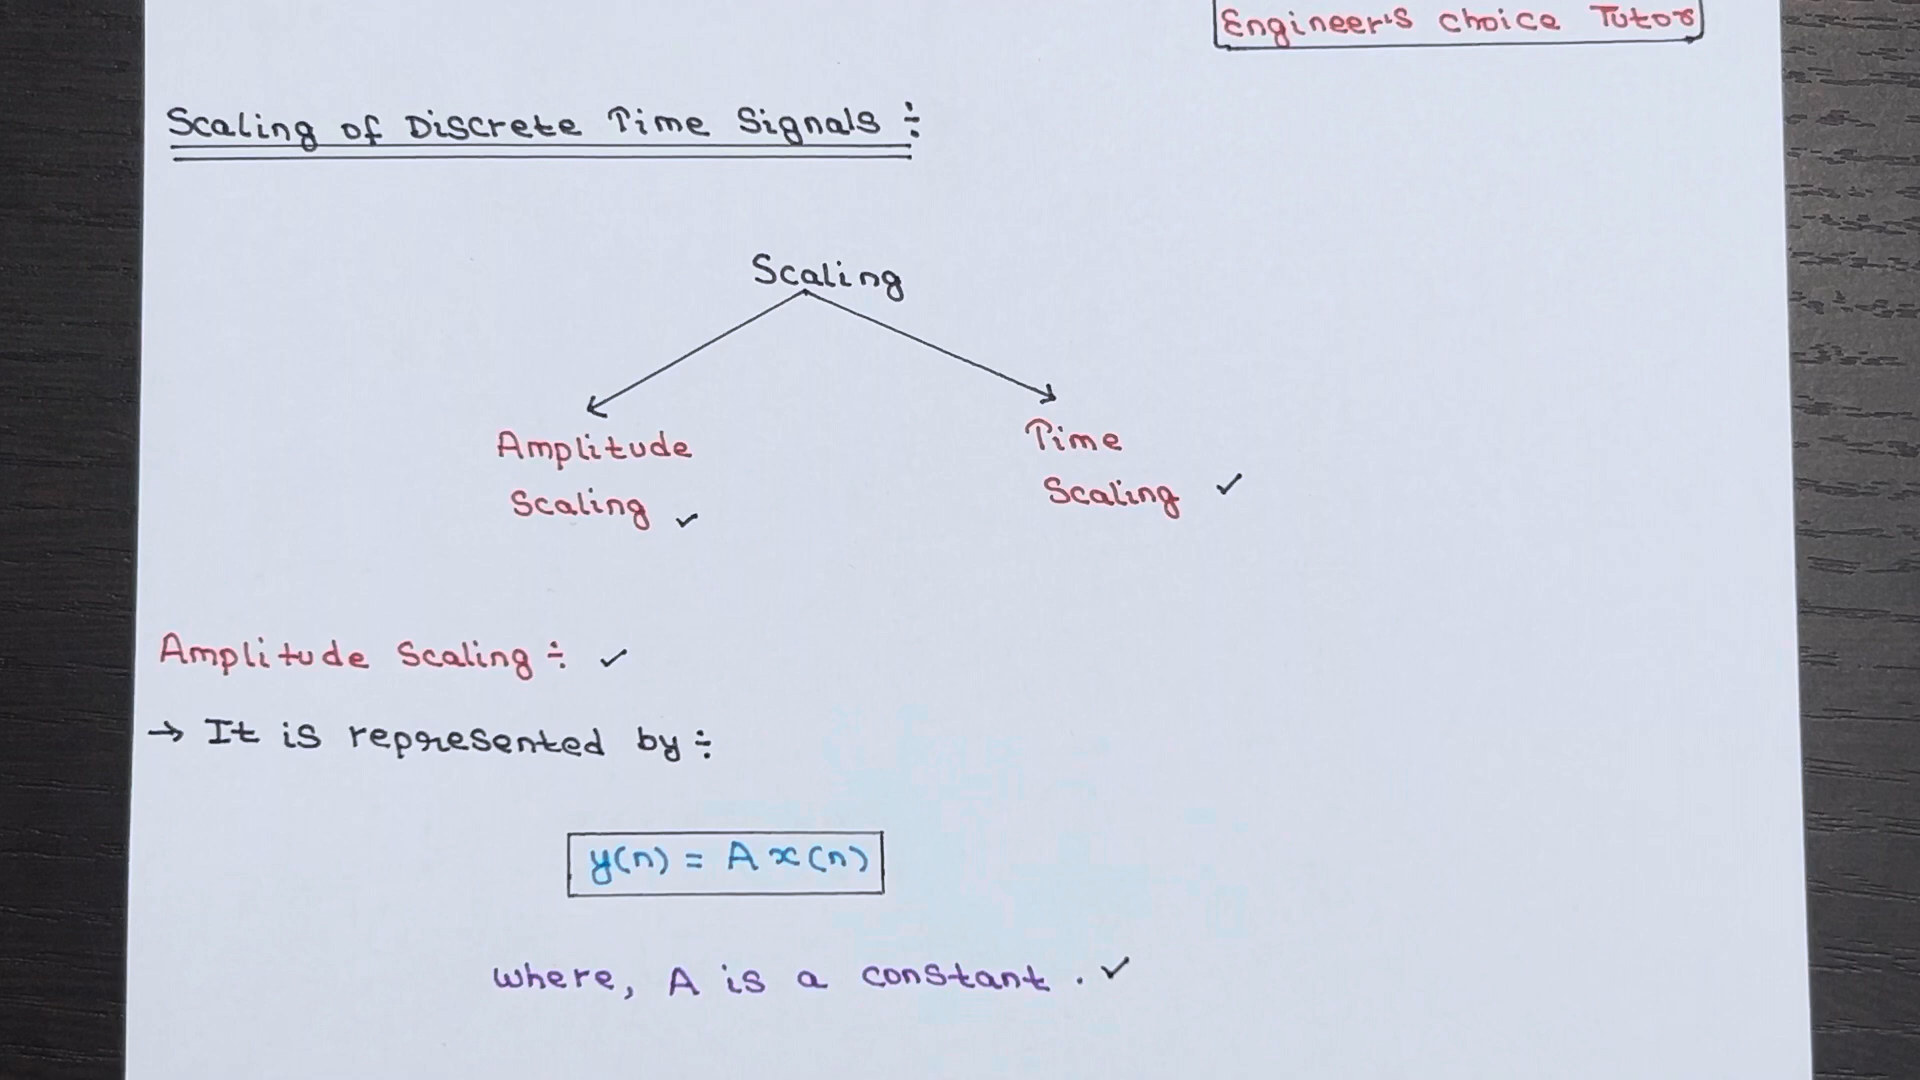 Engineer's Choice Tutor
Scaling of Discrete Time Signals ÷
Scaling
Amplitude
Scaling ✓
Time
Scaling ✓
Amplitude Scaling ÷ ✓
→ It is represented by ÷
y(n) = A x(n)
where, A is a constant. ✓